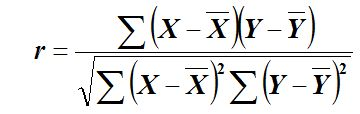 r = ∑(X − X̅)(Y − Y̅) / √(∑(X − X̅)² ∑(Y − Y̅)²)